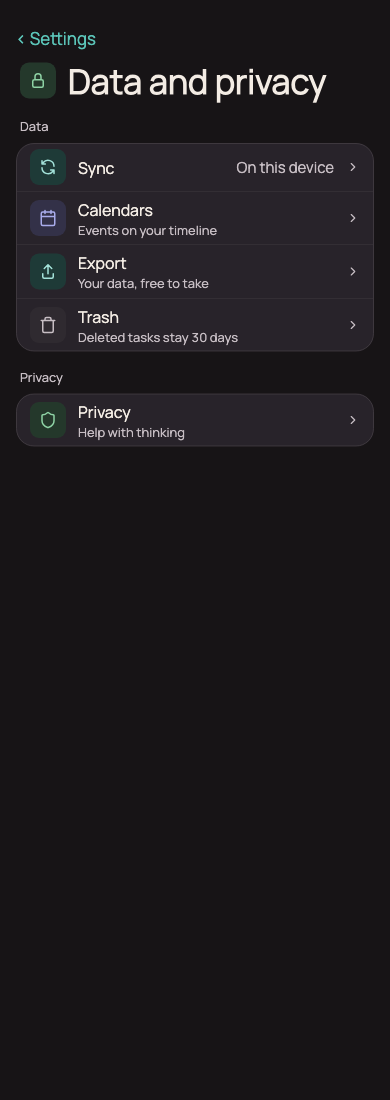 Settings
Data and privacy
Data
Sync On this device
Calendars
Events on your timeline
Export
Your data, free to take
Trash
Deleted tasks stay 30 days
Privacy
Privacy
Help with thinking